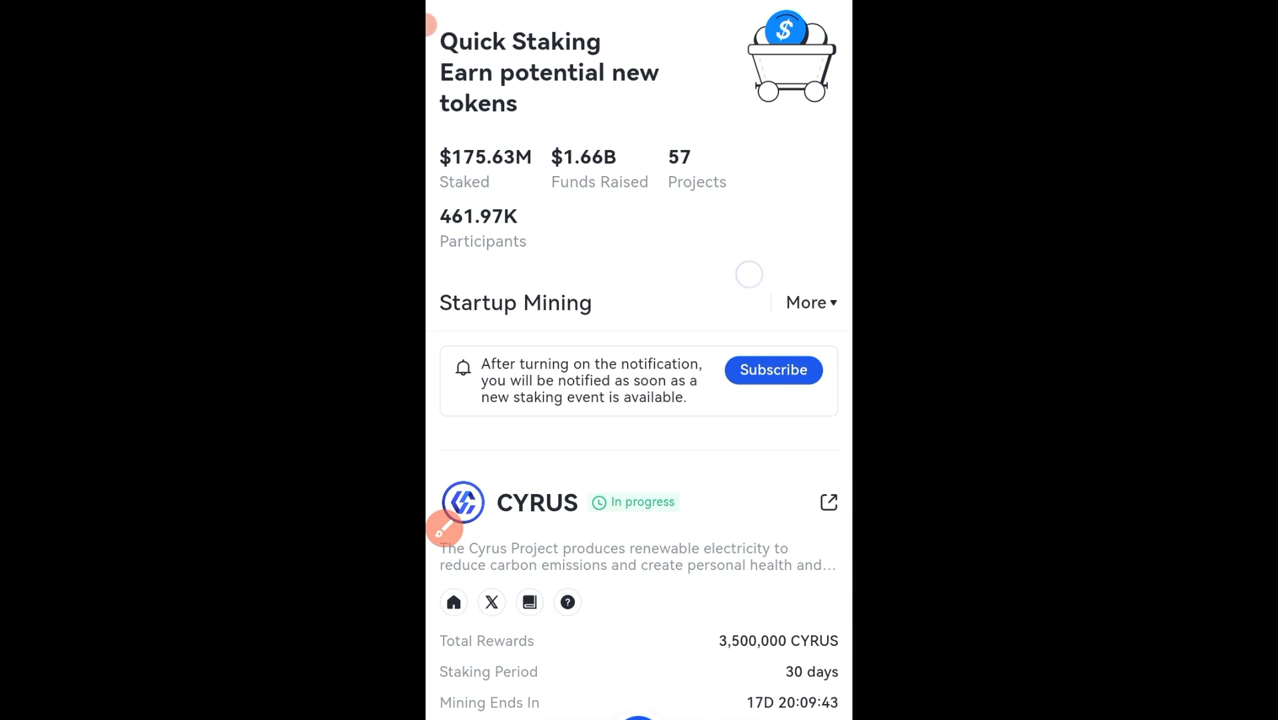 Quick Staking
Earn potential new
tokens
$
$175.63M $1.66B 57
Staked Funds Raised Projects
461.97K
Participants
Startup Mining More
After turning on the notification,
you will be notified as soon as a
new staking event is available.
Subscribe
CYRUS In progress
The Cyrus Project produces renewable electricity to
reduce carbon emissions and create personal health and...
Total Rewards 3,500,000 CYRUS
Staking Period 30 days
Mining Ends In 17D 20:09:43